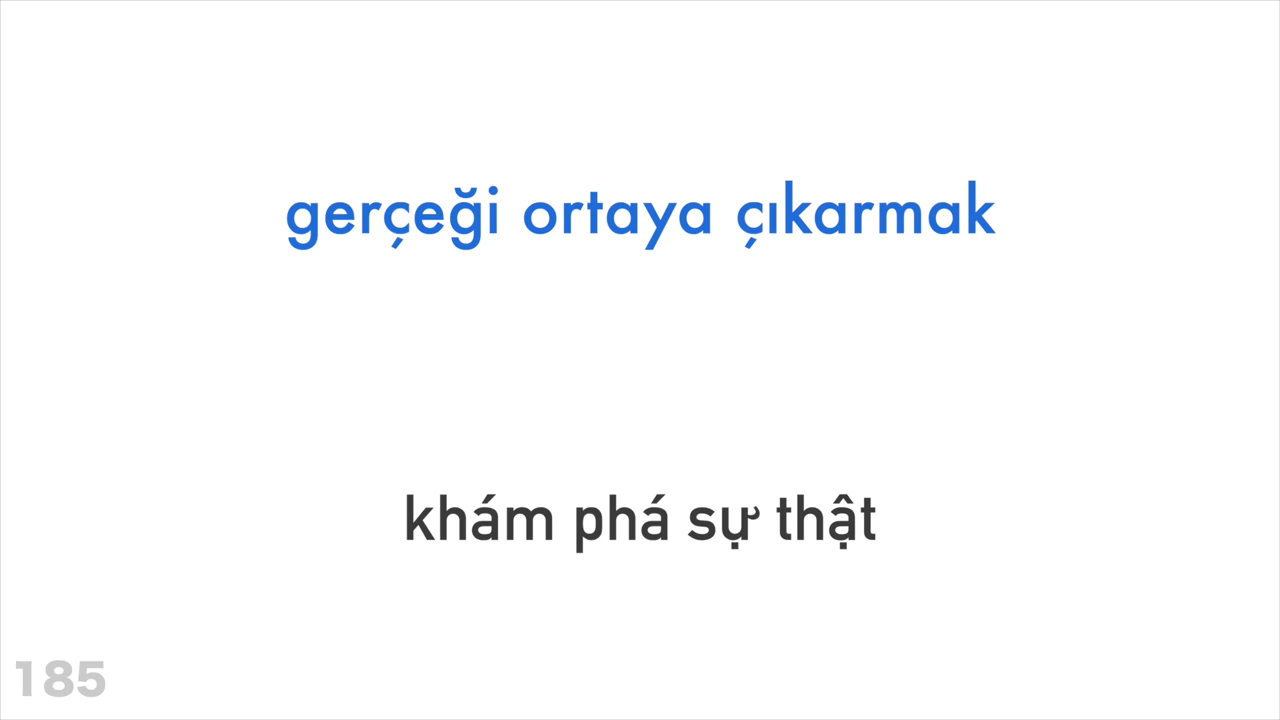 gerçeği ortaya çıkarmak
khám phá sự thật
185